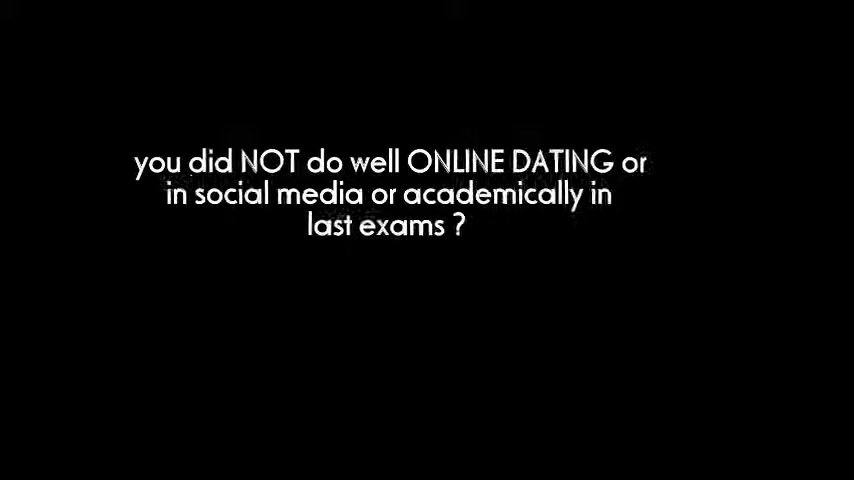 you did NOT do well ONLINE DATING or
in social media or academically in
last exams ?